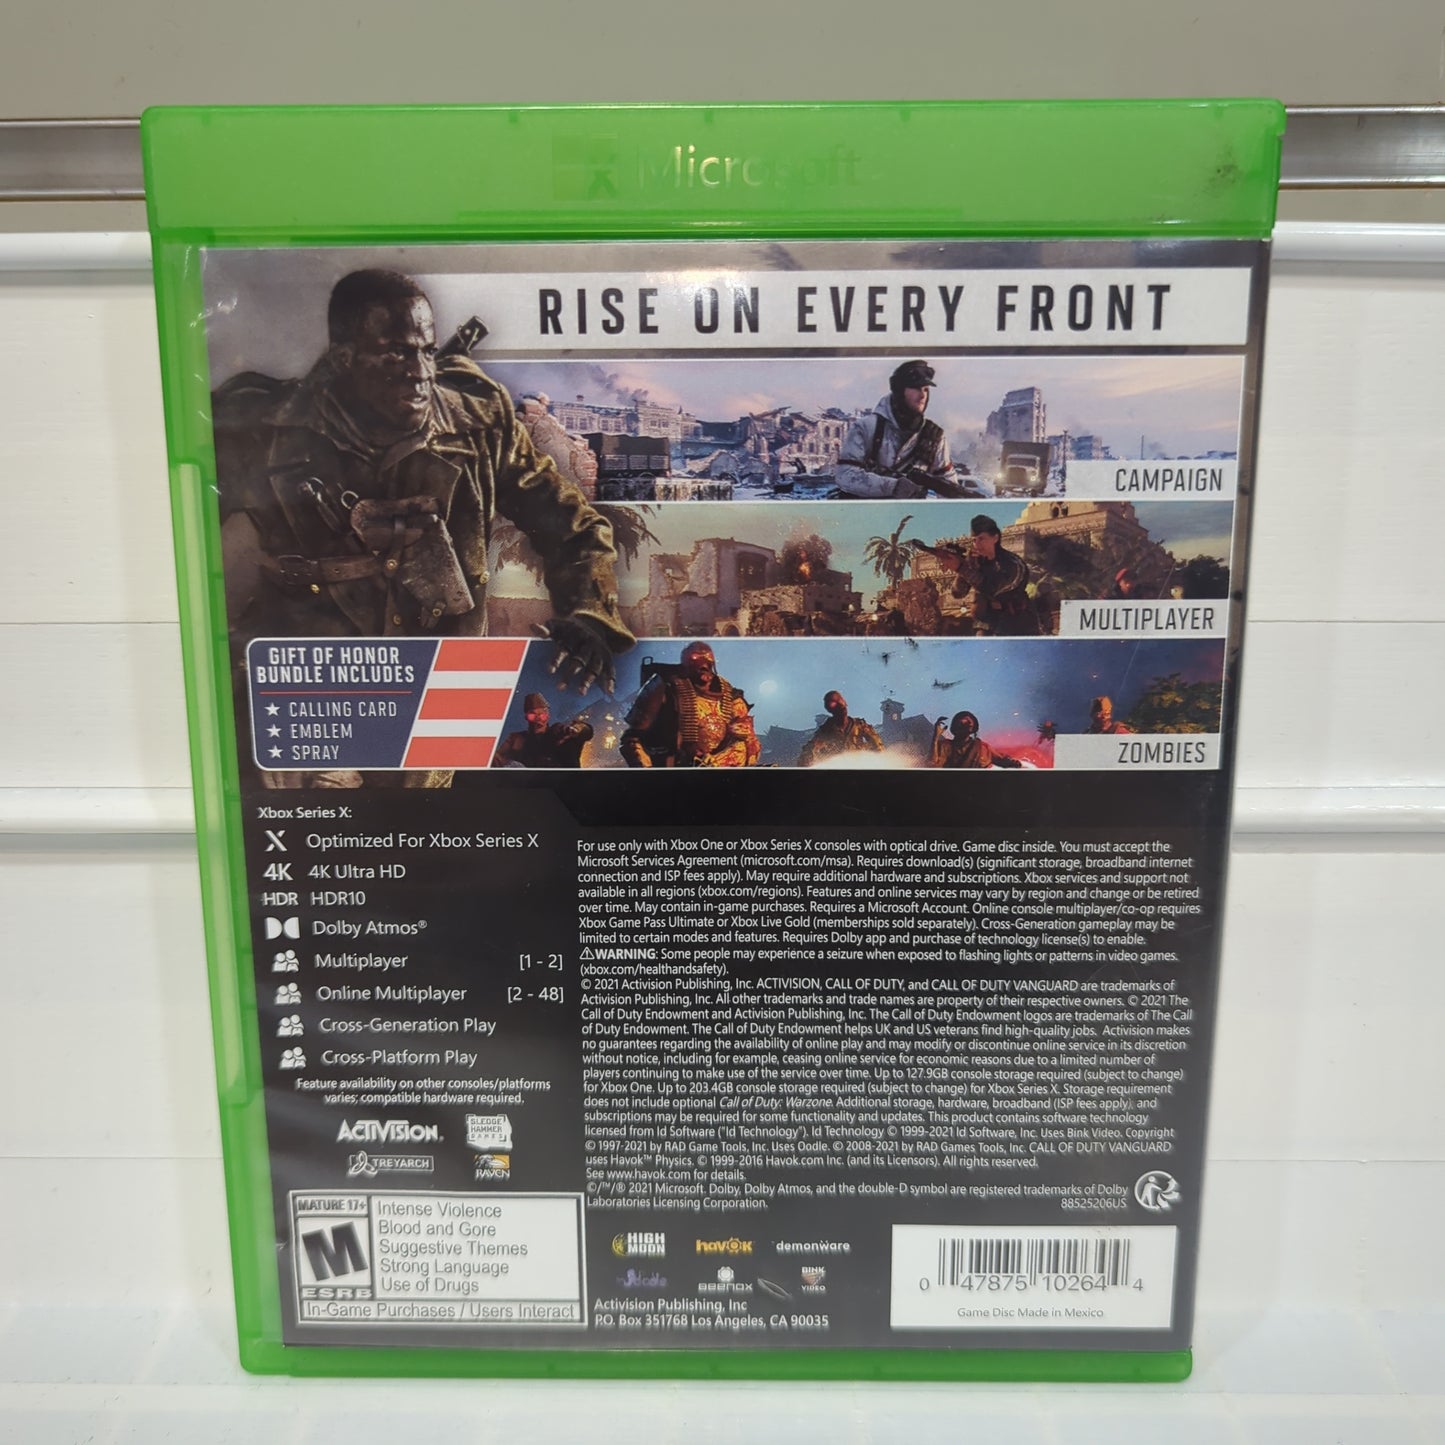 Microsoft
RISE ON EVERY FRONT
CAMPAIGN
MULTIPLAYER
ZOMBIES
GIFT OF HONOR
BUNDLE INCLUDES
★ CALLING CARD
★ EMBLEM
★ SPRAY
Xbox Series X:
X Optimized For Xbox Series X
4K 4K Ultra HD
HDR HDR10
Dolby Atmos®
Multiplayer [1 - 2]
Online Multiplayer [2 - 48]
Cross-Generation Play
Cross-Platform Play
Feature availability on other consoles/platforms
varies; compatible hardware required.
ACTIVISION.
SLEDGE
HAMMER
GAMES
TREYARCH
RAVEN
For use only with Xbox One or Xbox Series X consoles with optical drive. Game disc inside. You must accept the
Microsoft Services Agreement (microsoft.com/msa). Requires download(s) (significant storage, broadband internet
connection and ISP fees apply). May require additional hardware and subscriptions. Xbox services and support not
available in all regions (xbox.com/regions). Features and online services may vary by region and change or be retired
over time. May contain in-game purchases. Requires a Microsoft Account. Online console multiplayer/co-op requires
Xbox Game Pass Ultimate or Xbox Live Gold (memberships sold separately). Cross-Generation gameplay may be
limited to certain modes and features. Requires Dolby app and purchase of technology license(s) to enable.
⚠WARNING: Some people may experience a seizure when exposed to flashing lights or patterns in video games.
(xbox.com/healthandsafety).
© 2021 Activision Publishing, Inc. ACTIVISION, CALL OF DUTY, and CALL OF DUTY VANGUARD are trademarks of
Activision Publishing, Inc. All other trademarks and trade names are property of their respective owners. © 2021 The
Call of Duty Endowment and Activision Publishing, Inc. The Call of Duty Endowment logos are trademarks of The Call
of Duty Endowment. The Call of Duty Endowment helps UK and US veterans find high-quality jobs. Activision makes
no guarantees regarding the availability of online play and may modify or discontinue online service in its discretion
without notice, including for example, ceasing online service for economic reasons due to a limited number of
players continuing to make use of the service over time. Up to 127.9GB console storage required (subject to change)
for Xbox One. Up to 203.4GB console storage required (subject to change) for Xbox Series X. Storage requirement
does not include optional Call of Duty: Warzone. Additional storage, hardware, broadband (ISP fees apply), and
subscriptions may be required for some functionality and updates. This product contains software technology
licensed from Id Software ("Id Technology"). Id Technology © 1999-2021 Id Software, Inc. Uses Bink Video. Copyright
© 1997-2021 by RAD Game Tools, Inc. Uses Oodle. © 2008-2021 by RAD Games Tools, Inc. CALL OF DUTY VANGUARD
uses Havok™ Physics. © 1999-2016 Havok.com Inc. (and its Licensors). All rights reserved.
See www.havok.com for details.
©/™/® 2021 Microsoft. Dolby, Dolby Atmos, and the double-D symbol are registered trademarks of Dolby
Laboratories Licensing Corporation. 88525206US
MATURE 17+
M
ESRB
Intense Violence
Blood and Gore
Suggestive Themes
Strong Language
Use of Drugs
In-Game Purchases / Users Interact
HIGH
MOON
havok
demonware
Oodle
BEENOX
BINK
VIDEO
Activision Publishing, Inc
P.O. Box 351768 Los Angeles, CA 90035
0 47875 10264 4
Game Disc Made in Mexico